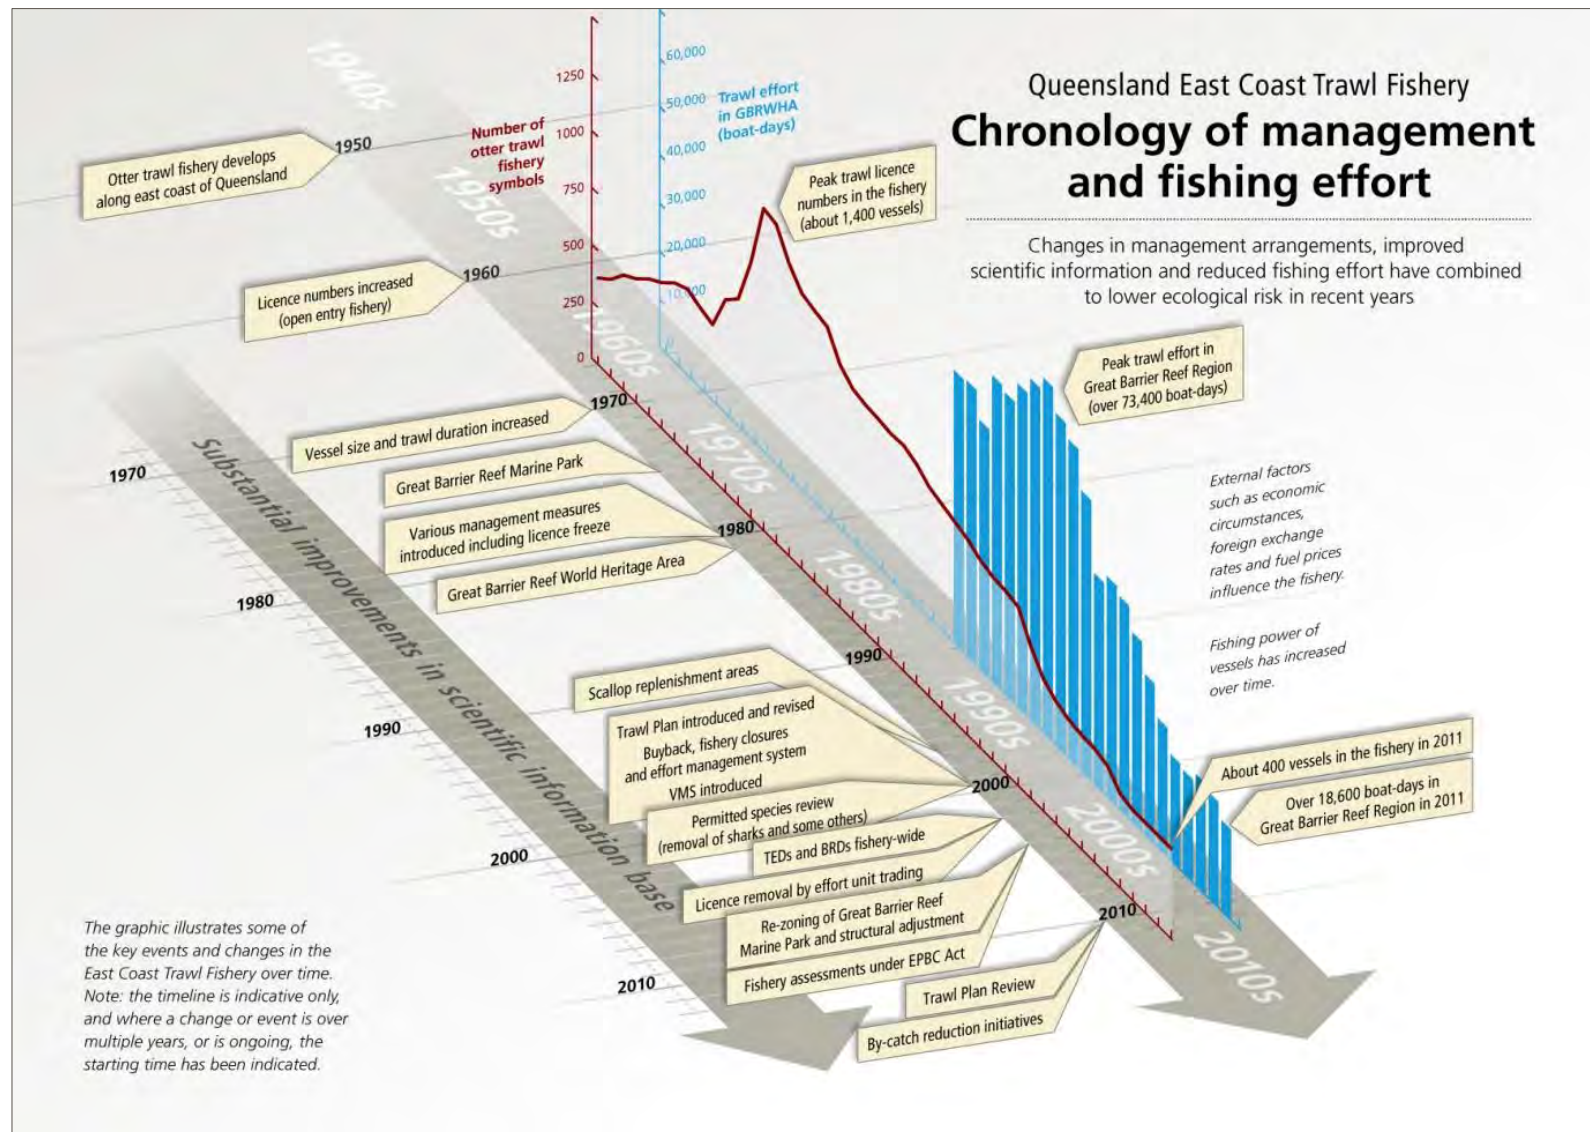 Queensland East Coast Trawl Fishery
Chronology of management
and fishing effort
Changes in management arrangements, improved
scientific information and reduced fishing effort have combined
to lower ecological risk in recent years
1940s
1950s
1960s
1970s
1980s
1990s
2000s
2010s
1950
1960
1970
1980
1990
2000
2010
Number of
otter trawl
fishery
symbols
1250
1000
750
500
250
0
Trawl effort
in GBRWHA
(boat-days)
60,000
50,000
40,000
30,000
20,000
10,000
Otter trawl fishery develops
along east coast of Queensland
Licence numbers increased
(open entry fishery)
Peak trawl licence
numbers in the fishery
(about 1,400 vessels)
Peak trawl effort in
Great Barrier Reef Region
(over 73,400 boat-days)
Vessel size and trawl duration increased
Great Barrier Reef Marine Park
Various management measures
introduced including licence freeze
Great Barrier Reef World Heritage Area
Scallop replenishment areas
Trawl Plan introduced and revised
Buyback, fishery closures
and effort management system
VMS introduced
Permitted species review
(removal of sharks and some others)
TEDs and BRDs fishery-wide
Licence removal by effort unit trading
Re-zoning of Great Barrier Reef
Marine Park and structural adjustment
Fishery assessments under EPBC Act
Trawl Plan Review
By-catch reduction initiatives
About 400 vessels in the fishery in 2011
Over 18,600 boat-days in
Great Barrier Reef Region in 2011
External factors
such as economic
circumstances,
foreign exchange
rates and fuel prices
influence the fishery.
Fishing power of
vessels has increased
over time.
Substantial improvements in scientific information base
1970
1980
1990
2000
2010
The graphic illustrates some of
the key events and changes in the
East Coast Trawl Fishery over time.
Note: the timeline is indicative only,
and where a change or event is over
multiple years, or is ongoing, the
starting time has been indicated.